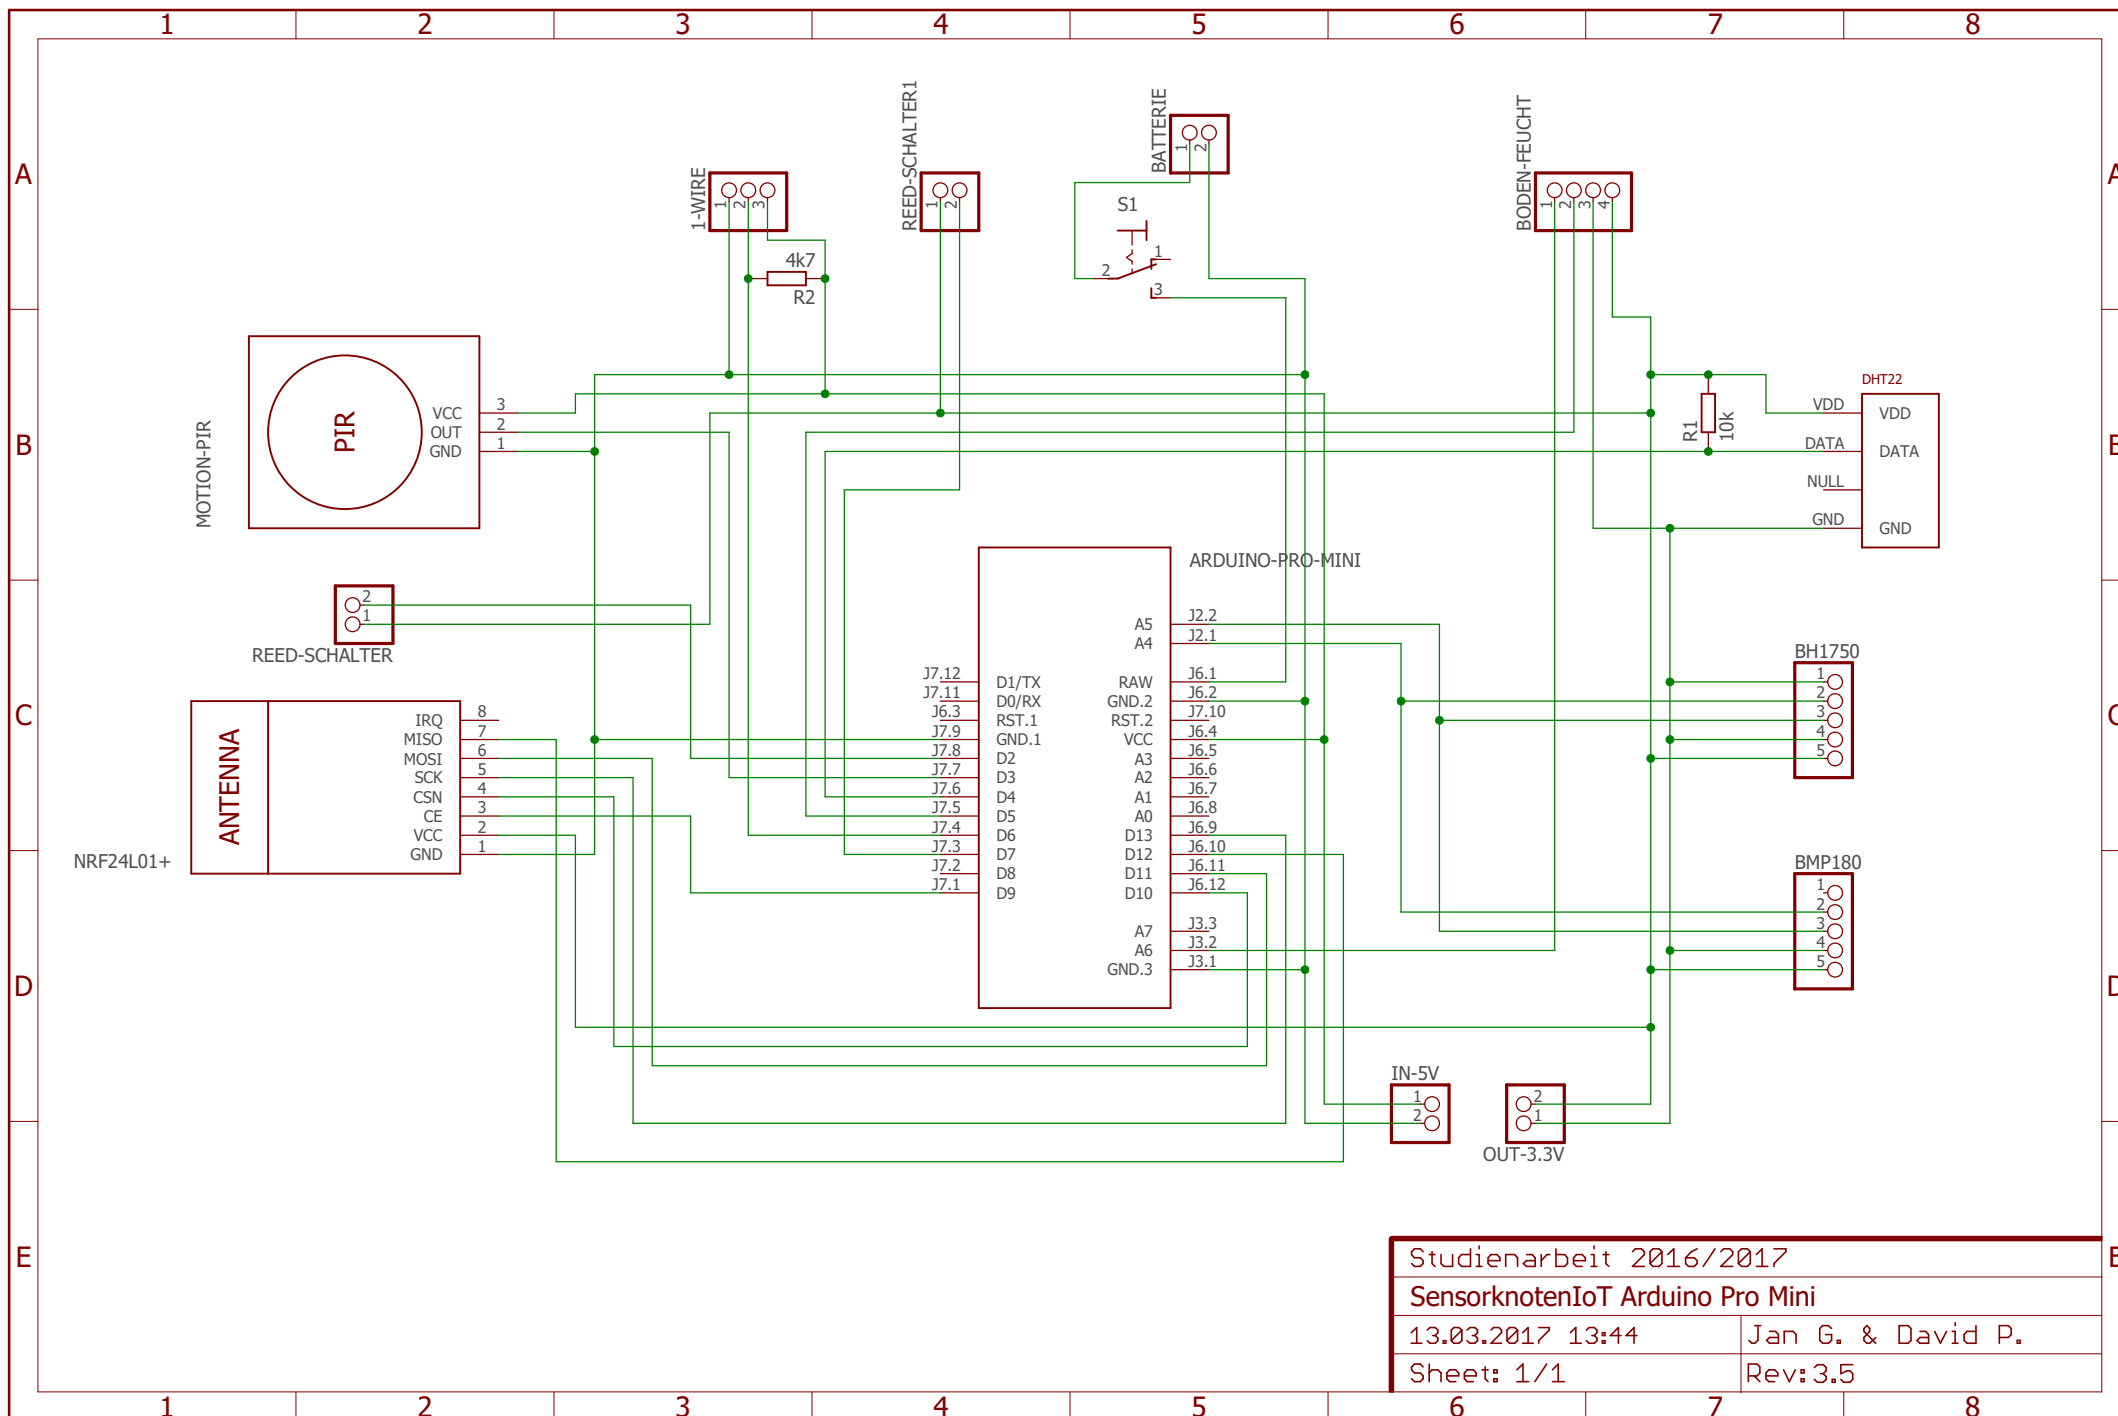 1 2 3 4 5 6 7 8
A A
BATTERIE
1
2
REED-SCHALTER1
1
2
BODEN-FEUCHT
1
2
3
4
1-WIRE
1
2
3
S1
1
2
3
4k7
R2
B B
MOTION-PIR
PIR
VCC 3
OUT 2
GND 1
R1
10k
DHT22
VDD VDD
DATA DATA
NULL
GND GND
ARDUINO-PRO-MINI
2
1
REED-SCHALTER
C C
A5 J2.2
A4 J2.1
J7.12 D1/TX RAW J6.1
J7.11 D0/RX GND.2 J6.2
J6.3 RST.1 RST.2 J7.10
J7.9 GND.1 VCC J6.4
J7.8 D2 A3 J6.5
J7.7 D3 A2 J6.6
J7.6 D4 A1 J6.7
J7.5 D5 A0 J6.8
J7.4 D6 D13 J6.9
J7.3 D7 D12 J6.10
J7.2 D8 D11 J6.11
J7.1 D9 D10 J6.12
A7 J3.3
A6 J3.2
GND.3 J3.1
BH1750
1
2
3
4
5
ANTENNA
IRQ 8
MISO 7
MOSI 6
SCK 5
CSN 4
CE 3
VCC 2
GND 1
NRF24L01+
BMP180
1
2
3
4
5
D D
IN-5V
1
2
2
1
OUT-3.3V
E E
Studienarbeit 2016/2017
SensorknotenIoT Arduino Pro Mini
13.03.2017 13:44 Jan G. & David P.
Sheet: 1/1 Rev:3.5
1 2 3 4 5 6 7 8